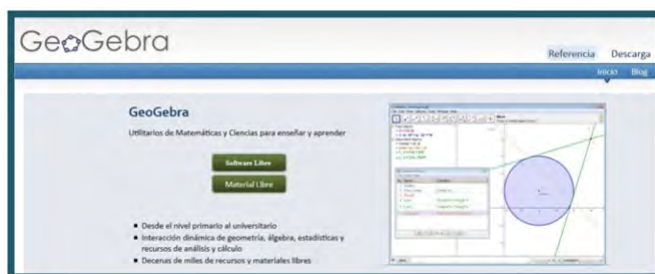 GeoGebra
Referencia Descarga
Inicio Blog
GeoGebra
Utilitarios de Matemáticas y Ciencias para enseñar y aprender
Software Libre
Material Libre
Desde el nivel primario al universitario
Interacción dinámica de geometría, álgebra, estadísticas y
recursos de análisis y cálculo
Decenas de miles de recursos y materiales libres